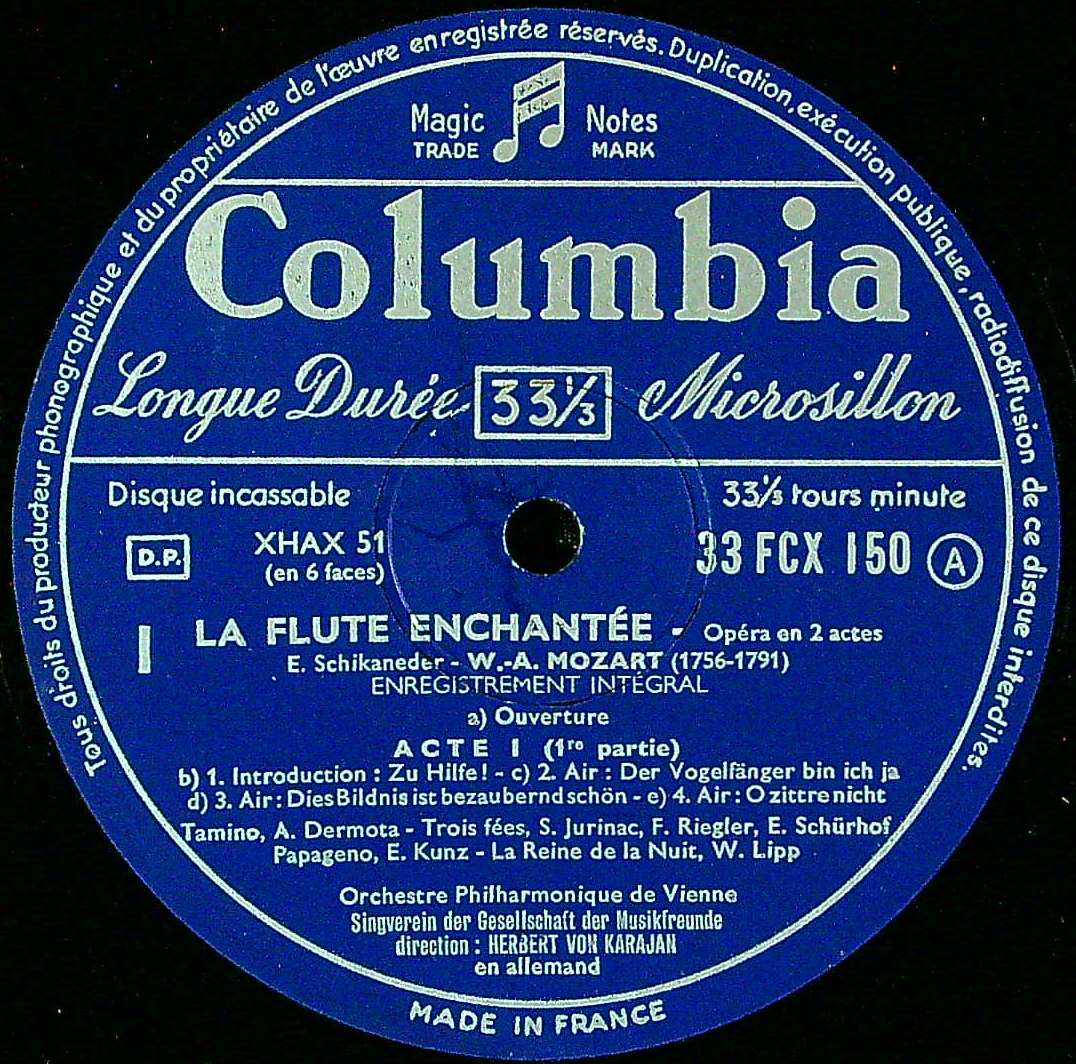 Tous droits du producteur phonographique et du propriétaire de l'œuvre enregistrée réservés. Duplication, exécution publique, radiodiffusion de ce disque interdites.
Magic Notes
TRADE MARK
Columbia
Longue Durée 33⅓ Microsillon
Disque incassable 33⅓ tours minute
D.P. XHAX 51 33 FCX 150 A
(en 6 faces)
I LA FLUTE ENCHANTÉE - Opéra en 2 actes
E. Schikaneder - W.-A. MOZART (1756-1791)
ENREGISTREMENT INTÉGRAL
a) Ouverture
ACTE I (1re partie)
b) 1. Introduction : Zu Hilfe! - c) 2. Air : Der Vogelfänger bin ich ja
d) 3. Air : Dies Bildnis ist bezaubernd schön - e) 4. Air : O zittre nicht
Tamino, A. Dermota - Trois fées, S. Jurinac, F. Riegler, E. Schürhof
Papageno, E. Kunz - La Reine de la Nuit, W. Lipp
Orchestre Philharmonique de Vienne
Singverein der Gesellschaft der Musikfreunde
direction : HERBERT VON KARAJAN
en allemand
MADE IN FRANCE